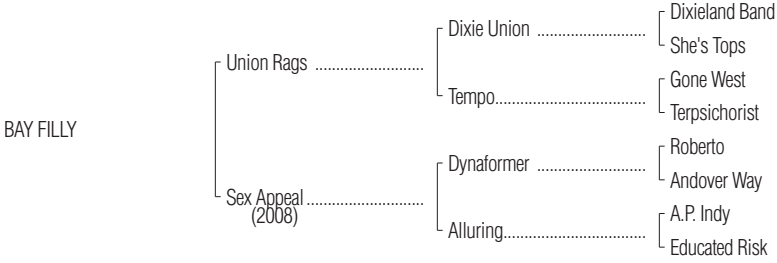 Dixieland Band
Dixie Union ..........................
She's Tops
Union Rags ..........................
Gone West
Tempo....................................
Terpsichorist
BAY FILLY
Roberto
Dynaformer ..........................
Andover Way
Sex Appeal ..........................
(2008)
A.P. Indy
Alluring..................................
Educated Risk